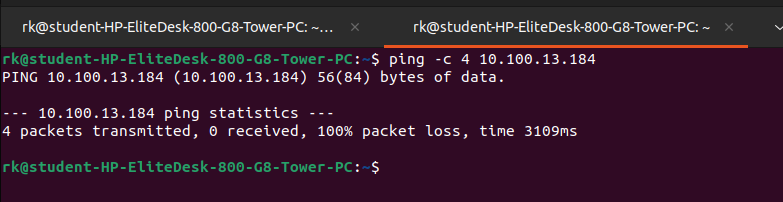 rk@student-HP-EliteDesk-800-G8-Tower-PC: ~... × rk@student-HP-EliteDesk-800-G8-Tower-PC: ~ ×
rk@student-HP-EliteDesk-800-G8-Tower-PC:~$ ping -c 4 10.100.13.184
PING 10.100.13.184 (10.100.13.184) 56(84) bytes of data.
--- 10.100.13.184 ping statistics ---
4 packets transmitted, 0 received, 100% packet loss, time 3109ms
rk@student-HP-EliteDesk-800-G8-Tower-PC:~$